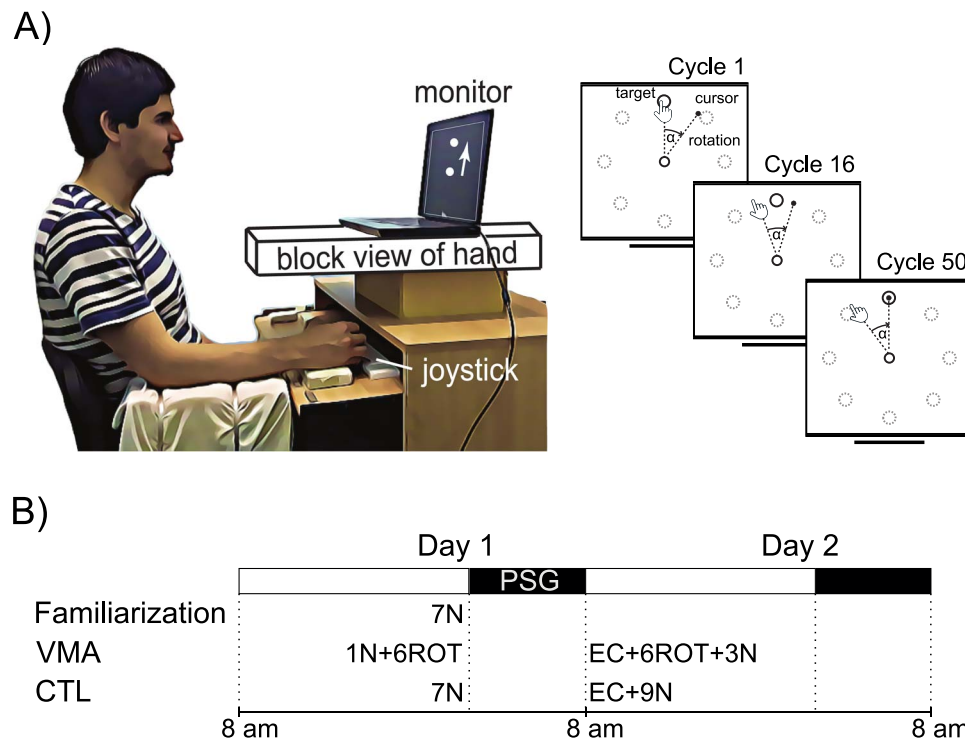 A)
monitor
block view of hand
joystick
Cycle 1
target
cursor
α
rotation
Cycle 16
α
Cycle 50
α
B)
Day 1 Day 2
PSG
Familiarization 7N
VMA 1N+6ROT EC+6ROT+3N
CTL 7N EC+9N
8 am 8 am 8 am